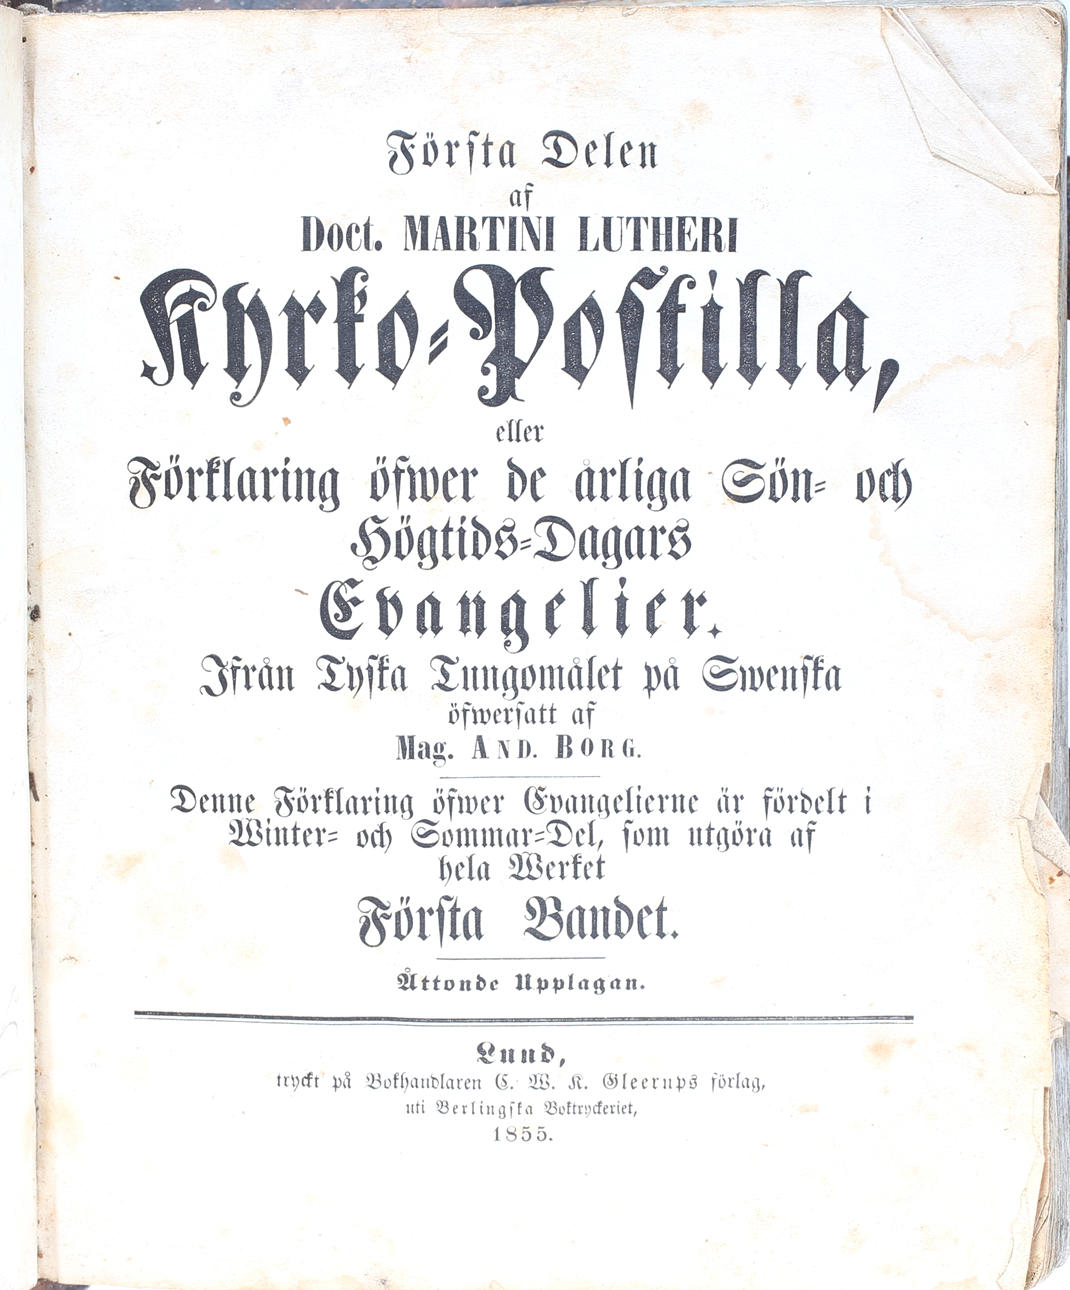 Första Delen
af
Doct. MARTINI LUTHERI
Kyrko-Postilla,
eller
Förklaring öfwer de årliga Sön- och
Högtids-Dagars
Evangelier.
Ifrån Tyska Tungomålet på Swenska
öfwersatt af
Mag. AND. BORG.
Denne Förklaring öfwer Evangelierne är fördelt i
Winter- och Sommar-Del, som utgöra af
hela Werket
Första Bandet.
Åttonde Upplagan.
Lund,
tryckt på Bokhandlaren C. W. K. Gleerups förlag,
uti Berlingska Boktryckeriet,
1855.